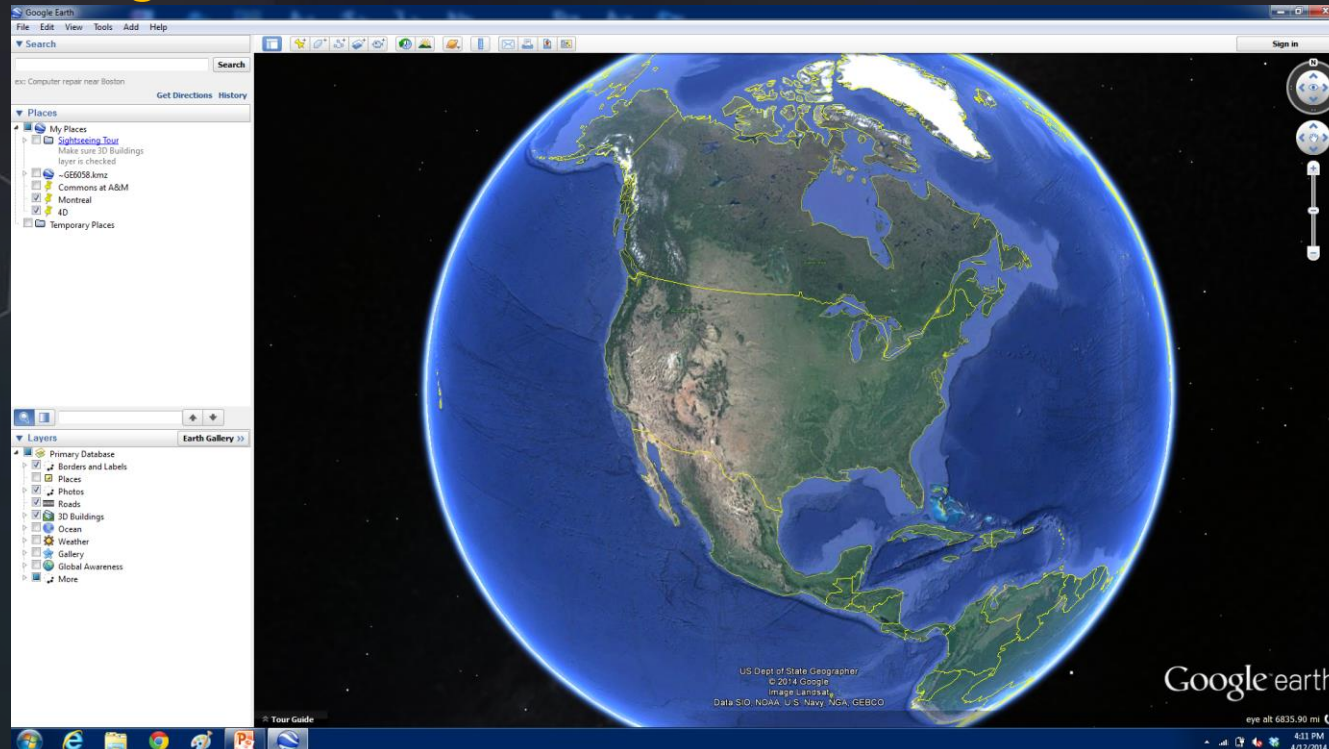 Google Earth
File Edit View Tools Add Help
Search
Search
ex: Computer repair near Boston
Get Directions History
Places
My Places
Sightseeing Tour
Make sure 3D Buildings
layer is checked
~GE6058.kmz
Commons at A&M
Montreal
4D
Temporary Places
Layers
Earth Gallery >>
Primary Database
Borders and Labels
Places
Photos
Roads
3D Buildings
Ocean
Weather
Gallery
Global Awareness
More
Sign in
N
US Dept of State Geographer
© 2014 Google
Image Landsat
Data SIO, NOAA, U.S. Navy, NGA, GEBCO
Google earth
Tour Guide
eye alt 6835.90 mi
4:11 PM